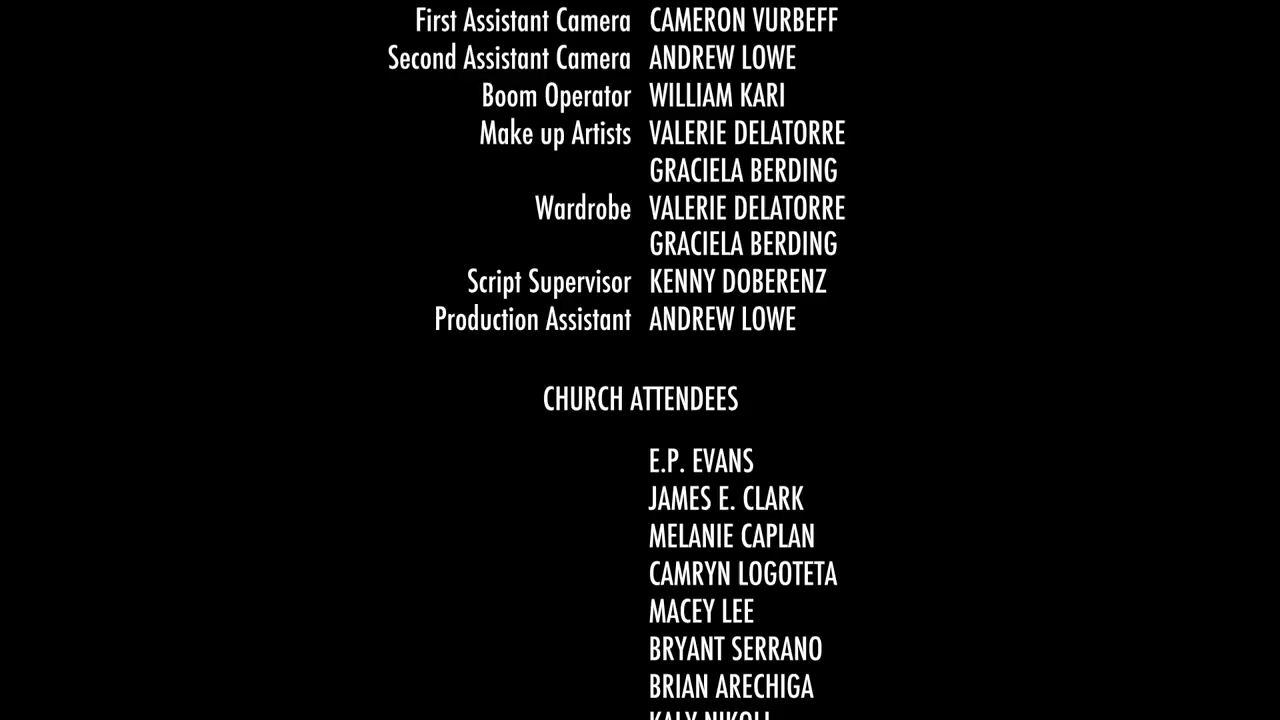 First Assistant Camera CAMERON VURBEFF
Second Assistant Camera ANDREW LOWE
Boom Operator WILLIAM KARI
Make up Artists VALERIE DELATORRE
GRACIELA BERDING
Wardrobe VALERIE DELATORRE
GRACIELA BERDING
Script Supervisor KENNY DOBERENZ
Production Assistant ANDREW LOWE
CHURCH ATTENDEES
E.P. EVANS
JAMES E. CLARK
MELANIE CAPLAN
CAMRYN LOGOTETA
MACEY LEE
BRYANT SERRANO
BRIAN ARECHIGA